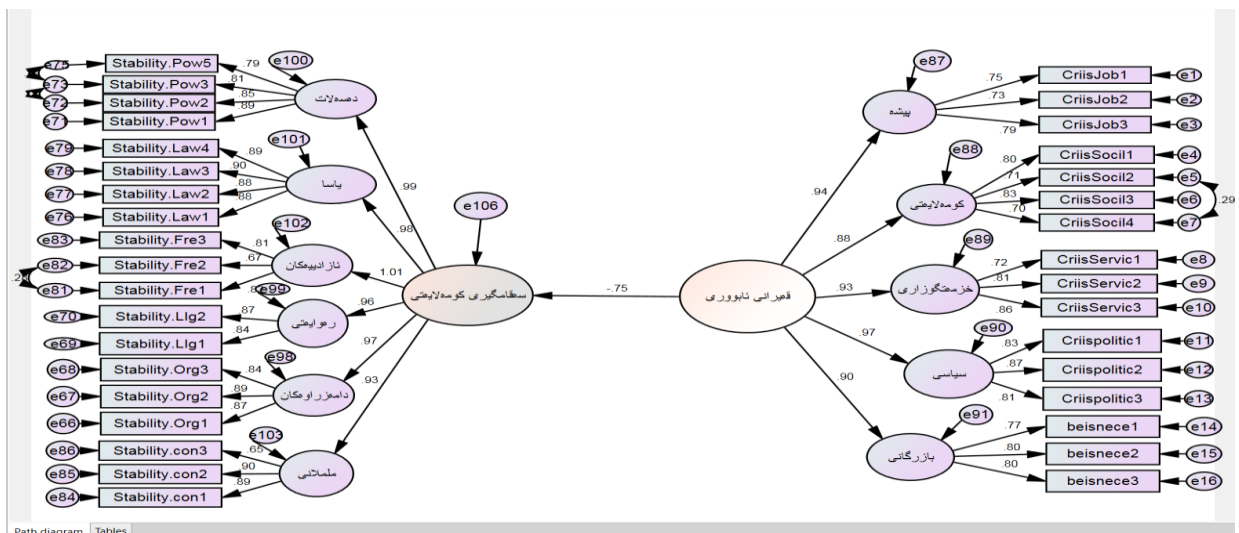 e75
Stability.Pow5
.79
e100
e73
Stability.Pow3
.81
e72
Stability.Pow2
.85
e71
Stability.Pow1
.89
دەسەڵات
e79
Stability.Law4
.89
e101
e78
Stability.Law3
.90
e77
Stability.Law2
.88
e76
Stability.Law1
.88
یاسا
.99
.98
e106
e83
Stability.Fre3
.81
e102
e82
Stability.Fre2
.67
e81
Stability.Fre1
ئازادییەکان
1.01
e99
e70
Stability.LIg2
.87
e69
Stability.LIg1
.84
رەوایەتی
.96
سەقامگیری کۆمەڵایەتی
-.75
قەیرانی ئابووری
e68
Stability.Org3
.84
e98
e67
Stability.Org2
.89
e66
Stability.Org1
.87
دامەزراوەکان
.97
.93
e86
Stability.con3
.65
e103
e85
Stability.con2
.90
e84
Stability.con1
.89
ململانێ
e87
پیشە
.75
CriisJob1
e1
.73
CriisJob2
e2
.79
CriisJob3
e3
.94
e88
کۆمەڵایەتی
.80
CriisSocil1
e4
.71
CriisSocil2
e5
.83
CriisSocil3
e6
.70
CriisSocil4
e7
.29
.88
e89
خزمەتگوزاری
.72
CriisServic1
e8
.81
CriisServic2
e9
.86
CriisServic3
e10
.93
e90
سیاسی
.83
Criispolitic1
e11
.87
Criispolitic2
e12
.81
Criispolitic3
e13
.97
e91
بازرگانی
.77
beisnece1
e14
.80
beisnece2
e15
.80
beisnece3
e16
.90
Path diagram Tables